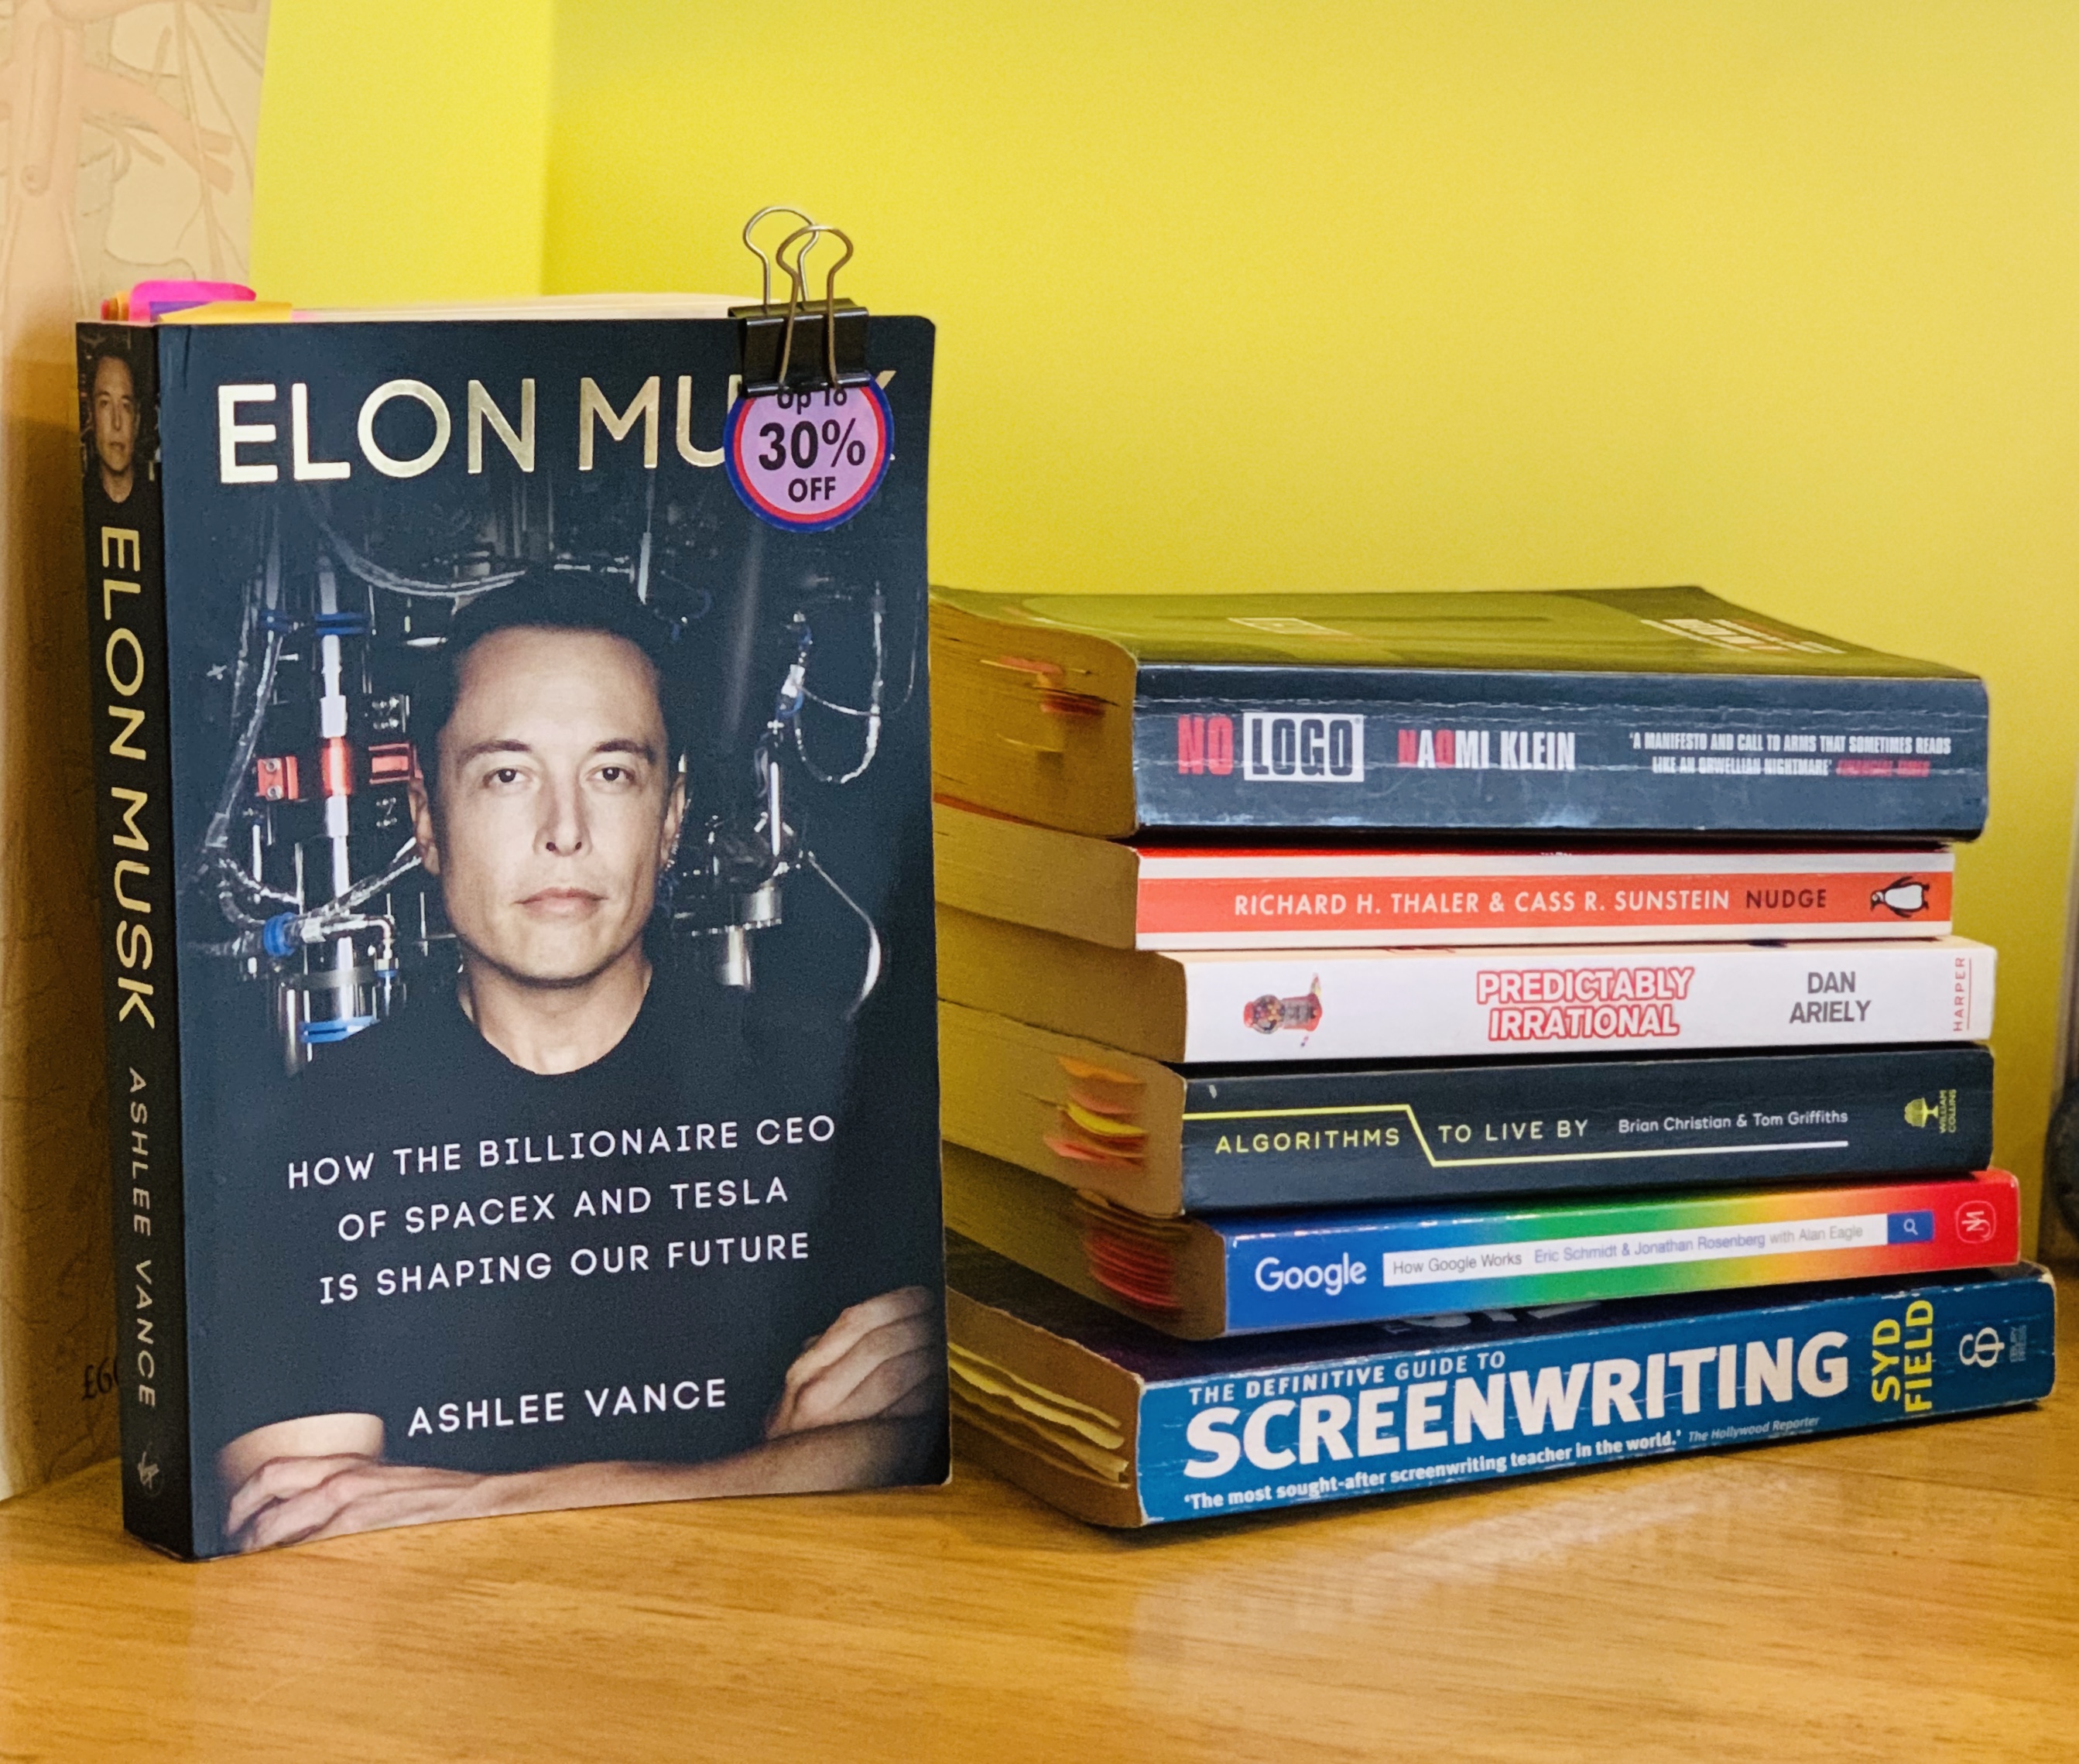 ELON MU
Up to
30%
OFF
HOW THE BILLIONAIRE CEO
OF SPACEX AND TESLA
IS SHAPING OUR FUTURE
ASHLEE VANCE
ELON MUSK ASHLEE VANCE
NO LOGO NAOMI KLEIN
'A MANIFESTO AND CALL TO ARMS THAT SOMETIMES READS
LIKE AN ORWELLIAN NIGHTMARE' FINANCIAL TIMES
RICHARD H. THALER & CASS R. SUNSTEIN NUDGE
PREDICTABLY
IRRATIONAL
DAN
ARIELY
HARPER
ALGORITHMS TO LIVE BY Brian Christian & Tom Griffiths
WILLIAM
COLLINS
Google How Google Works Eric Schmidt & Jonathan Rosenberg with Alan Eagle
THE DEFINITIVE GUIDE TO
SCREENWRITING
SYD
FIELD
'The most sought-after screenwriting teacher in the world.' The Hollywood Reporter